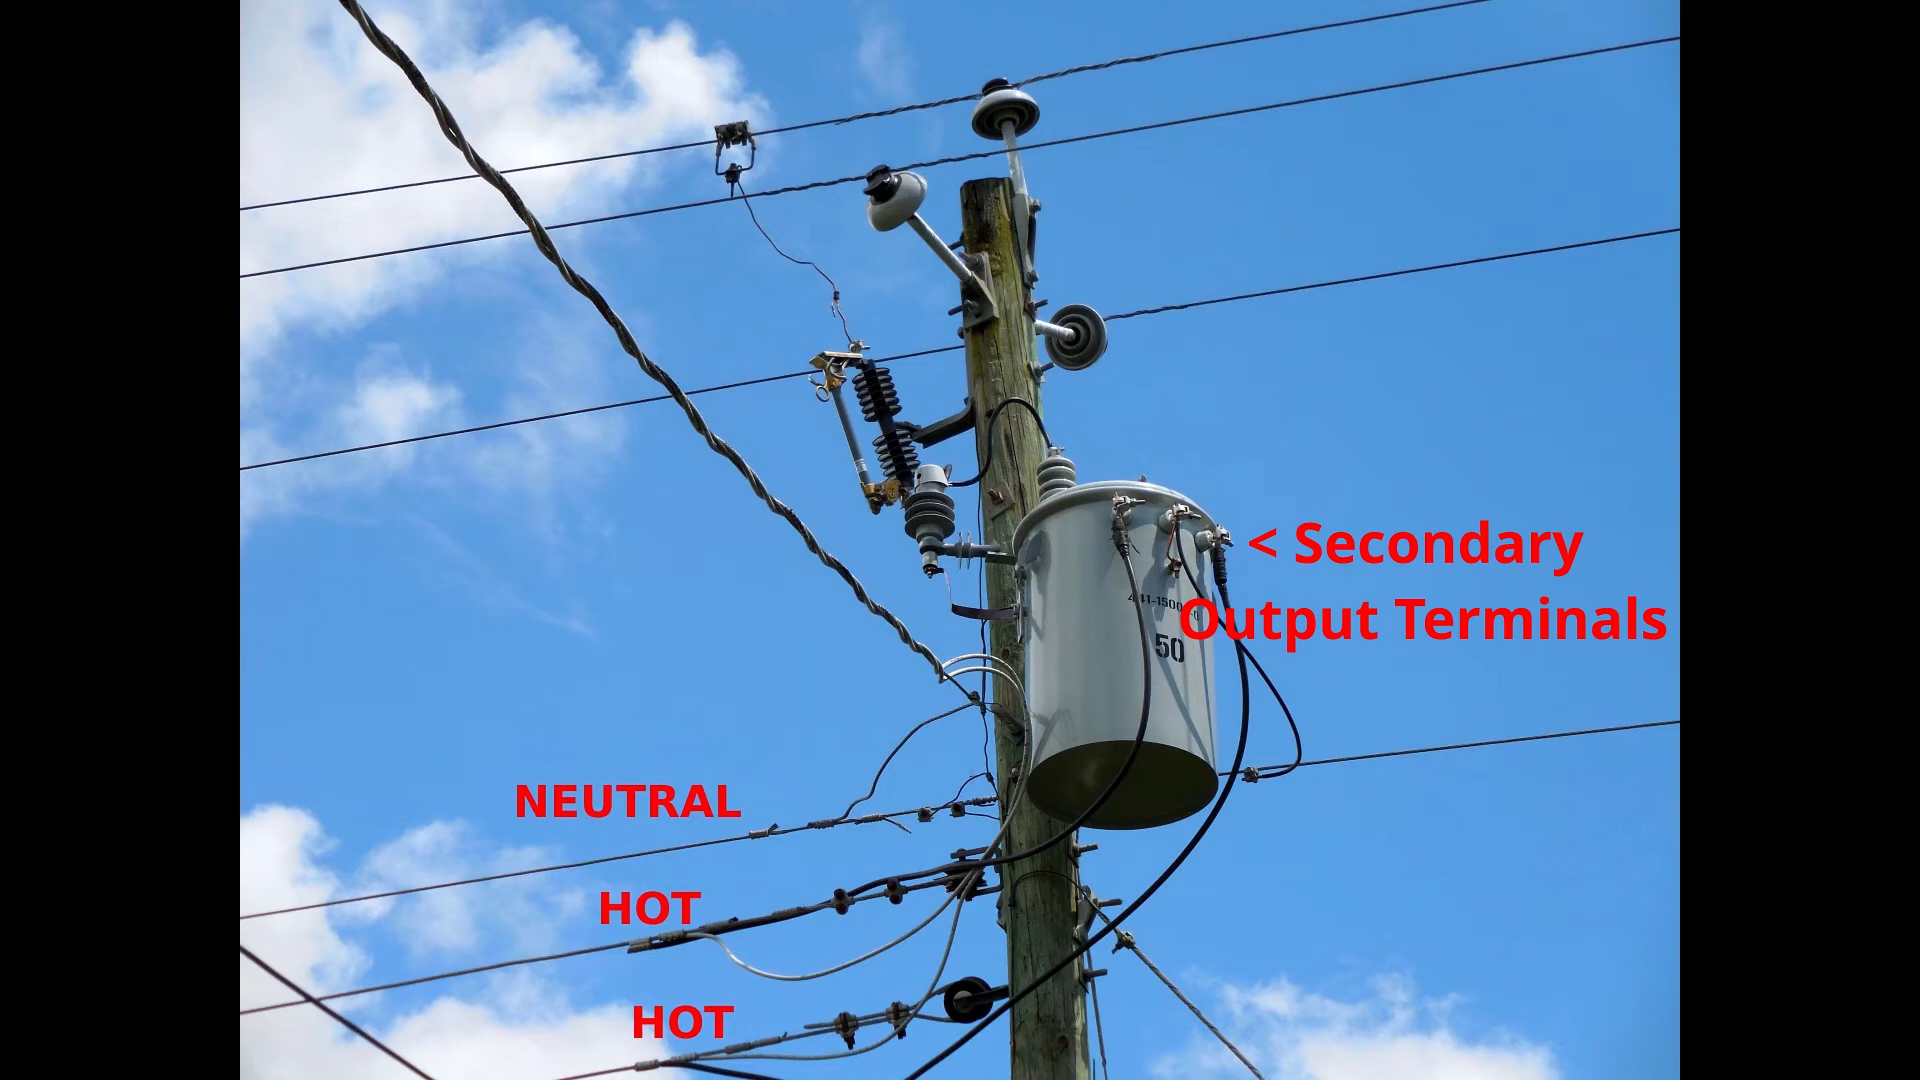 < Secondary
Output Terminals
50
NEUTRAL
HOT
HOT